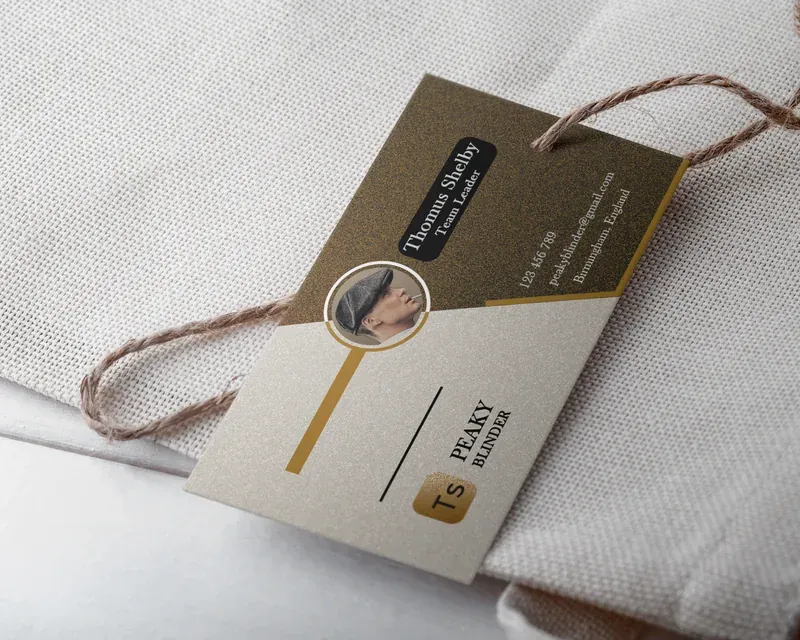 Thomus Shelby
Team Leader
123 456 789
peakyblinder@gmail.com
Birmingham, England
PEAKY
BLINDER
TS